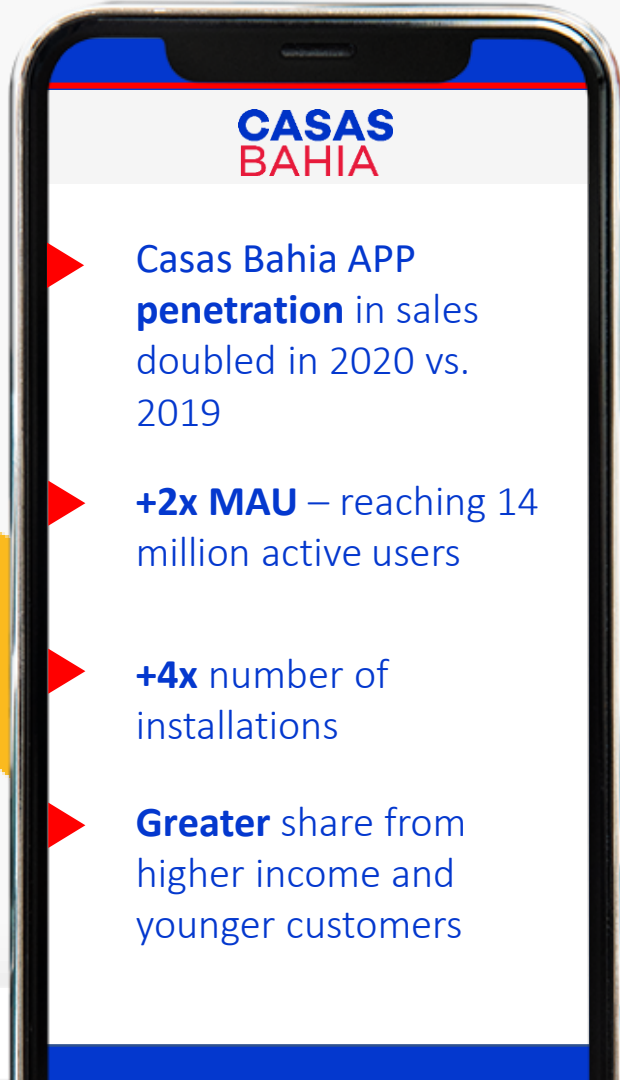 CASAS
BAHIA
Casas Bahia APP
penetration in sales
doubled in 2020 vs.
2019
+2x MAU – reaching 14
million active users
+4x number of
installations
Greater share from
higher income and
younger customers